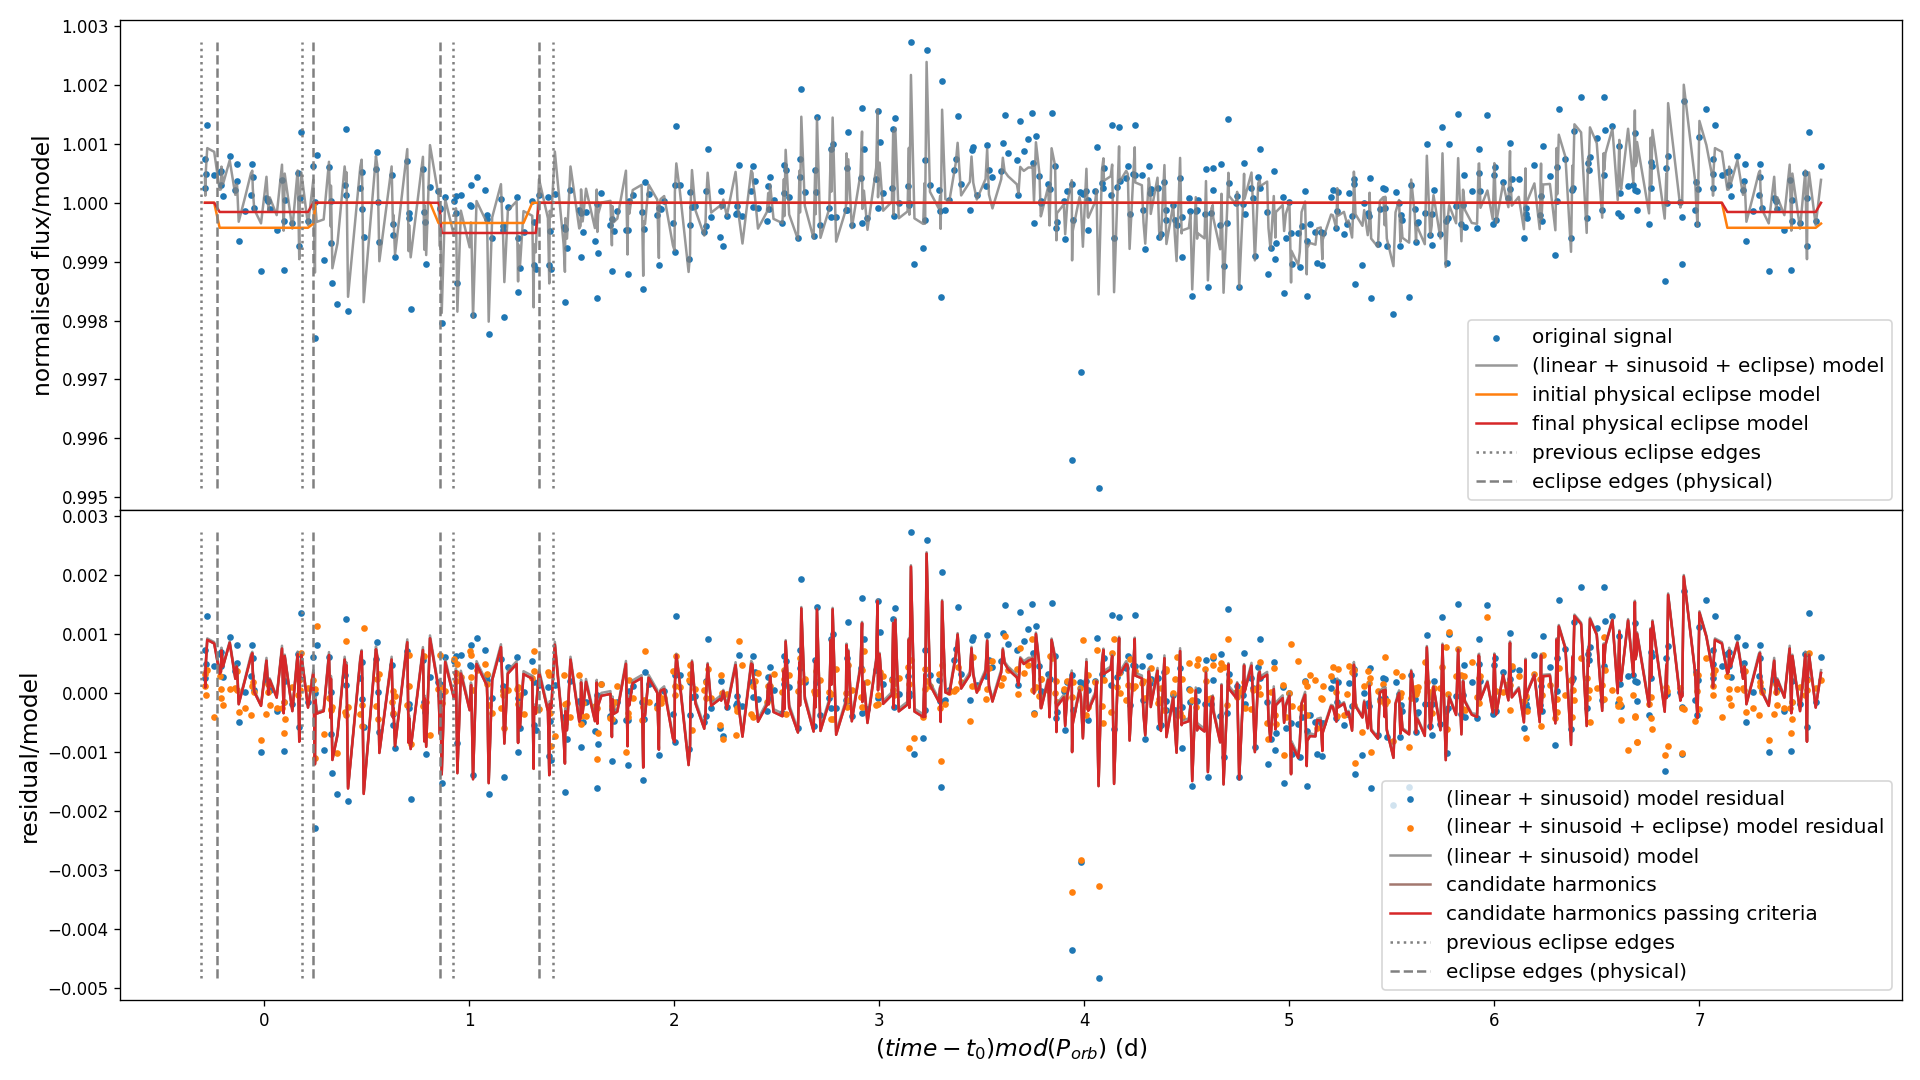 normalised flux/model
1.003
1.002
1.001
1.000
0.999
0.998
0.997
0.996
0.995
original signal
(linear + sinusoid + eclipse) model
initial physical eclipse model
final physical eclipse model
previous eclipse edges
eclipse edges (physical)
residual/model
0.003
0.002
0.001
0.000
−0.001
−0.002
−0.003
−0.004
−0.005
(linear + sinusoid) model residual
(linear + sinusoid + eclipse) model residual
(linear + sinusoid) model
candidate harmonics
candidate harmonics passing criteria
previous eclipse edges
eclipse edges (physical)
0 1 2 3 4 5 6 7
(time − t₀)mod(Pₒᵣb) (d)